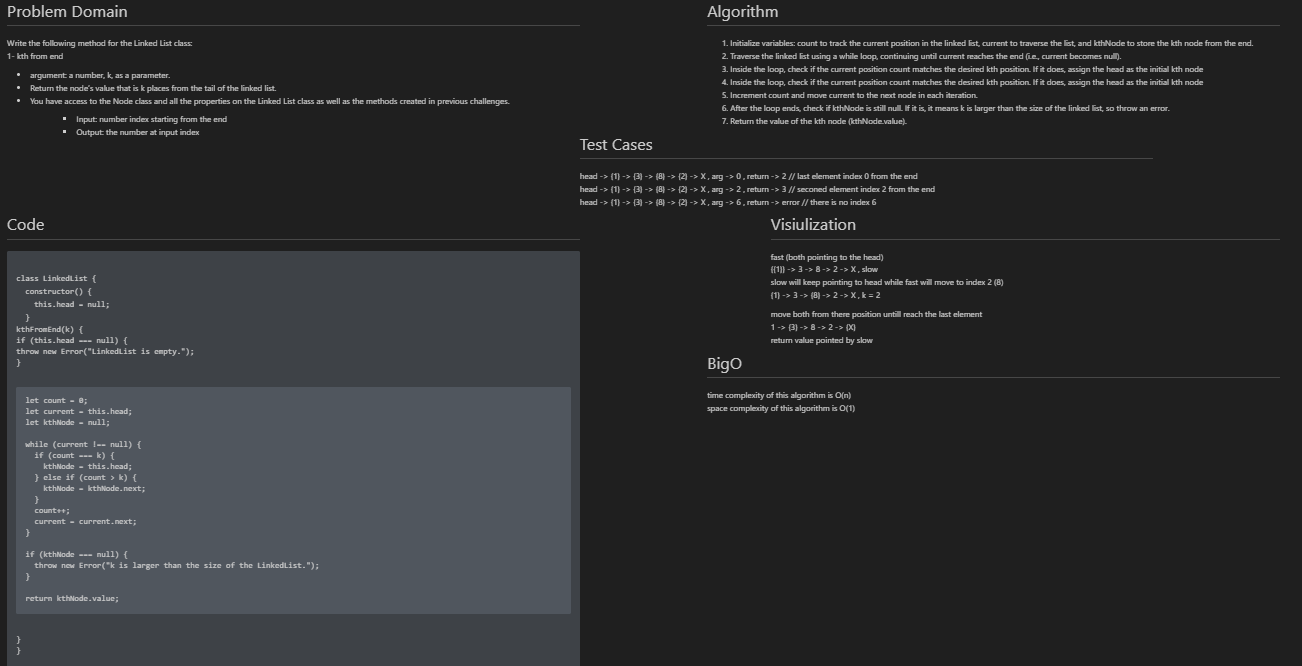 Problem Domain
Write the following method for the Linked List class:
1- kth from end
• argument: a number, k, as a parameter.
• Return the node's value that is k places from the tail of the linked list.
• You have access to the Node class and all the properties on the Linked List class as well as the methods created in previous challenges.
▪ Input: number index starting from the end
▪ Output: the number at input index
Algorithm
1. Initialize variables: count to track the current position in the linked list, current to traverse the list, and kthNode to store the kth node from the end.
2. Traverse the linked list using a while loop, continuing until current reaches the end (i.e., current becomes null).
3. Inside the loop, check if the current position count matches the desired kth position. If it does, assign the head as the initial kth node
4. Inside the loop, check if the current position count matches the desired kth position. If it does, assign the head as the initial kth node
5. Increment count and move current to the next node in each iteration.
6. After the loop ends, check if kthNode is still null. If it is, it means k is larger than the size of the linked list, so throw an error.
7. Return the value of the kth node (kthNode.value).
Test Cases
head -> {1} -> {3} -> {8} -> {2} -> X , arg -> 0 , return -> 2 // last element index 0 from the end
head -> {1} -> {3} -> {8} -> {2} -> X , arg -> 2 , return -> 3 // seconed element index 2 from the end
head -> {1} -> {3} -> {8} -> {2} -> X , arg -> 6 , return -> error // there is no index 6
Code
class LinkedList {
constructor() {
this.head = null;
}
kthFromEnd(k) {
if (this.head === null) {
throw new Error("LinkedList is empty.");
}
let count = 0;
let current = this.head;
let kthNode = null;
while (current !== null) {
if (count === k) {
kthNode = this.head;
} else if (count > k) {
kthNode = kthNode.next;
}
count++;
current = current.next;
}
if (kthNode === null) {
throw new Error("k is larger than the size of the LinkedList.");
}
return kthNode.value;
}
}
Visiulization
fast (both pointing to the head)
({1}) -> 3 -> 8 -> 2 -> X , slow
slow will keep pointing to head while fast will move to index 2 (8)
{1} -> 3 -> (8) -> 2 -> X , k = 2
move both from there position untill reach the last element
1 -> {3} -> 8 -> 2 -> (X)
return value pointed by slow
BigO
time complexity of this algorithm is O(n)
space complexity of this algorithm is O(1)